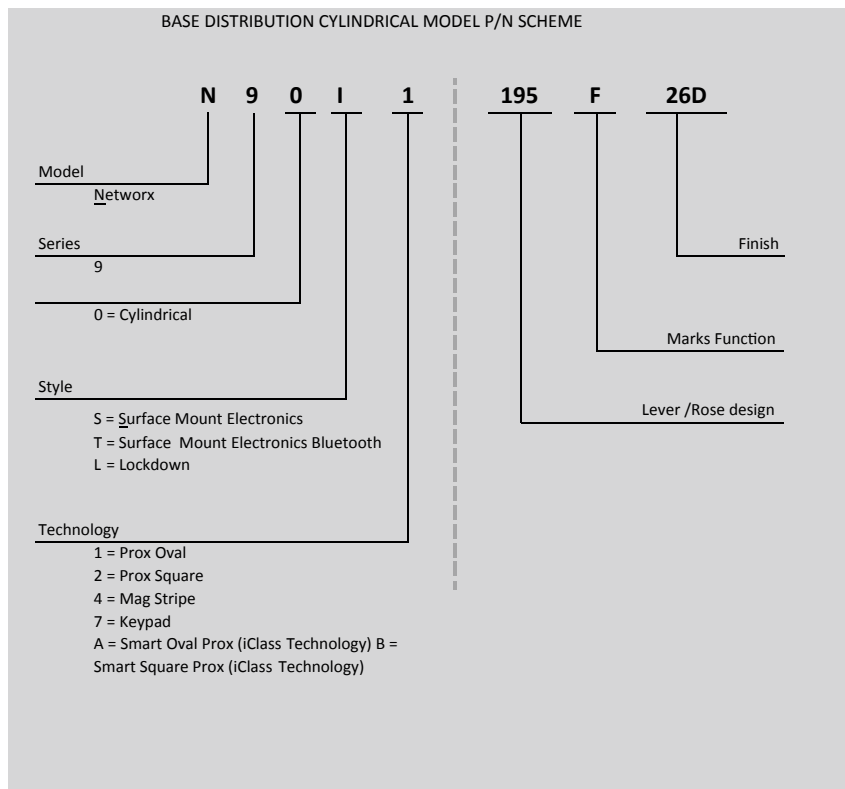 BASE DISTRIBUTION CYLINDRICAL MODEL P/N SCHEME
N 9 0 I 1 195 F 26D
Model
Networx
Series
9
0 = Cylindrical
Style
S = Surface Mount Electronics
T = Surface Mount Electronics Bluetooth
L = Lockdown
Technology
1 = Prox Oval
2 = Prox Square
4 = Mag Stripe
7 = Keypad
A = Smart Oval Prox (iClass Technology) B =
Smart Square Prox (iClass Technology)
Finish
Marks Function
Lever /Rose design